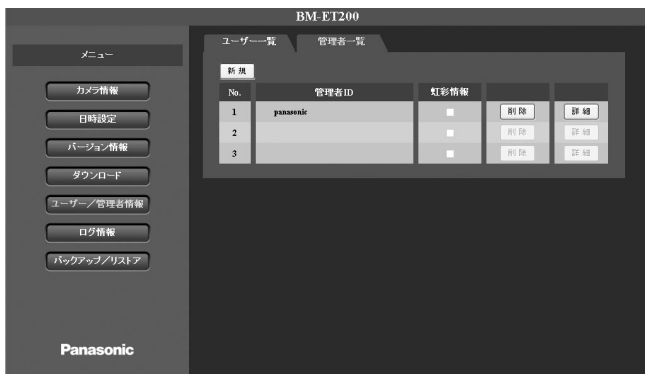 BM-ET200
メニュー
カメラ情報
日時設定
バージョン情報
ダウンロード
ユーザー／管理者情報
ログ情報
バックアップ／リストア
Panasonic
ユーザー一覧 管理者一覧
新規
No. 管理者ID 虹彩情報
1 panasonic 削除 詳細
2 削除 詳細
3 削除 詳細